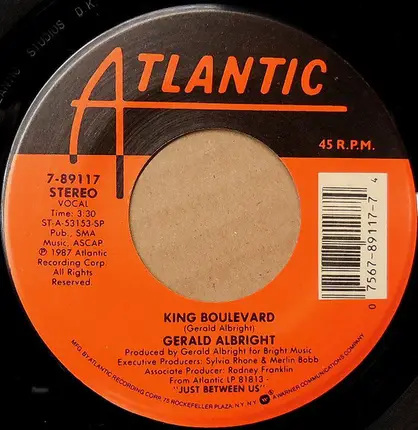 ATLANTIC STUDIOS DK
ATLANTIC
45 R.P.M.
7-89117
STEREO
VOCAL
Time: 3:30
ST-A-53153-SP
Pub., SMA
Music, ASCAP
℗ 1987 Atlantic
Recording Corp.
All Rights
Reserved.
0 7567-89117-7 4
KING BOULEVARD
(Gerald Albright)
GERALD ALBRIGHT
Produced by Gerald Albright for Bright Music
Executive Producers: Sylvia Rhone & Merlin Bobb
Associate Producer: Rodney Franklin
From Atlantic LP 81813 -
"JUST BETWEEN US"
MFG. BY ATLANTIC RECORDING CORP. 75 ROCKEFELLER PLAZA, N.Y. N.Y. W A WARNER COMMUNICATIONS COMPANY